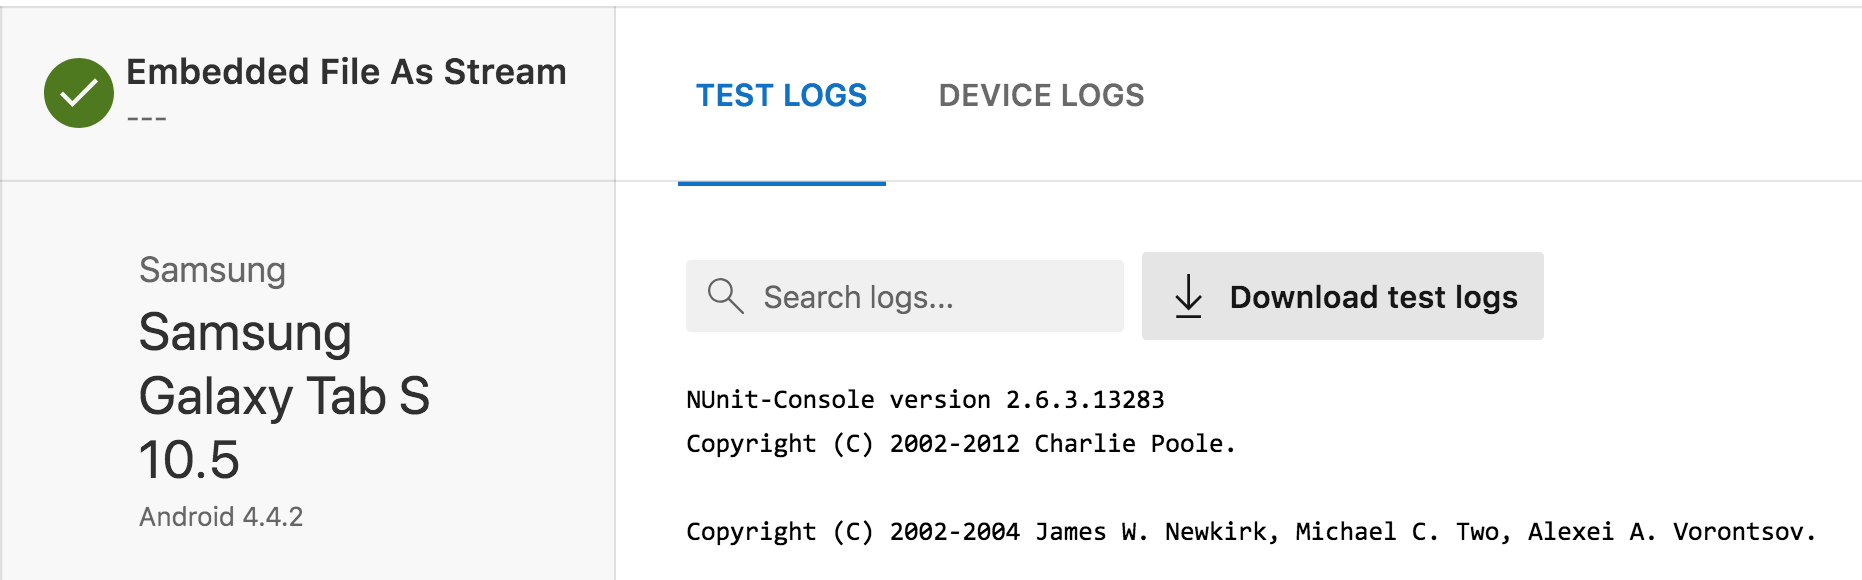 Embedded File As Stream
---
TEST LOGS
DEVICE LOGS
Samsung
Samsung
Galaxy Tab S
10.5
Android 4.4.2
Search logs...
Download test logs
NUnit-Console version 2.6.3.13283
Copyright (C) 2002-2012 Charlie Poole.
Copyright (C) 2002-2004 James W. Newkirk, Michael C. Two, Alexei A. Vorontsov.